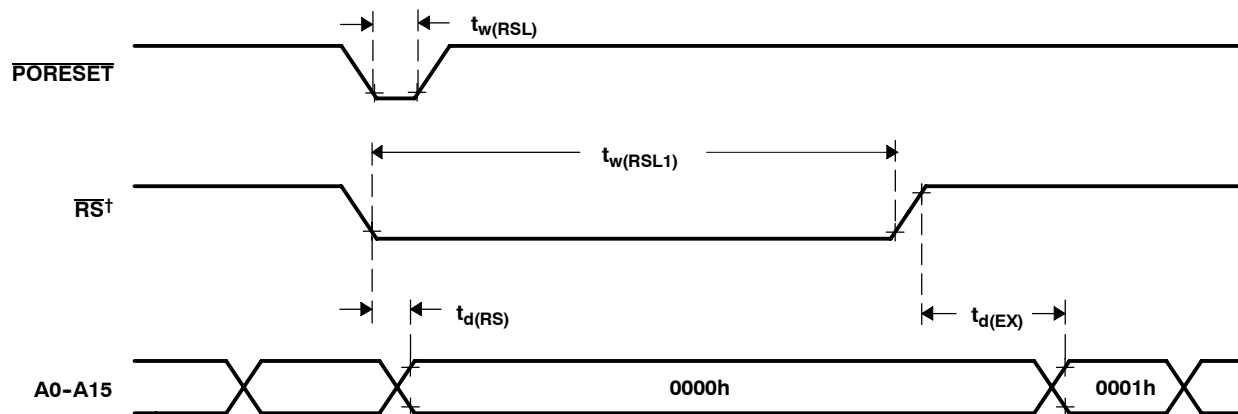 tw(RSL)
PORESET
tw(RSL1)
RS†
td(RS)
td(EX)
A0-A15
0000h
0001h